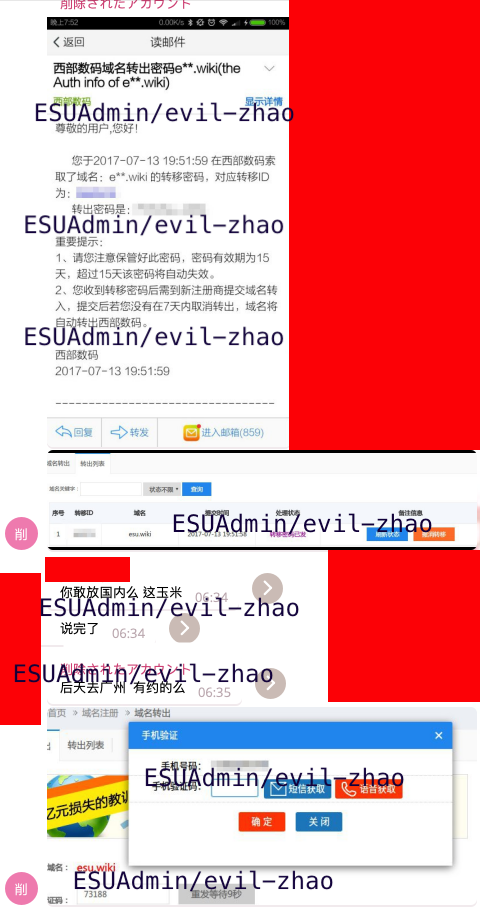 削除されたアカウント
晚上7:52
0.00K/s
100%
返回
读邮件
西部数码域名转出密码e**.wiki(the
Auth info of e**.wiki)
西部数码
显示详情
ESUAdmin/evil-zhao
尊敬的用户,您好!
您于2017-07-13 19:51:59 在西部数码索
取了域名：e**.wiki 的转移密码，对应转移ID
为：
转出密码是：
ESUAdmin/evil-zhao
重要提示：
1、请您注意保管好此密码，密码有效期为15
天，超过15天该密码将自动失效。
2、您收到转移密码后需到新注册商提交域名转
入，提交后若您没有在7天内取消转出，域名将
自动转出西部数码。
ESUAdmin/evil-zhao
西部数码
2017-07-13 19:51:59
--------------------------------
回复
转发
进入邮箱(859)
域名转出
转出列表
域名关键字：
状态不限
查询
序号
转移ID
域名
提交时间
处理状态
备注信息
ESUAdmin/evil-zhao
1
esu.wiki
2017-07-13 19:51:58
转移密码已发
刷新状态
撤消转移
削
你敢放国内么 这玉米
06:34
ESUAdmin/evil-zhao
说完了
06:34
削除されたアカウント
ESUAdmin/evil-zhao
后天去广州 有约的么
06:35
首页 » 域名注册 » 域名转出
转出列表
手机验证
×
手机号码：
ESUAdmin/evil-zhao
手机验证码：
短信获取
语音获取
确 定
关 闭
亿元损失的教训
域名：
esu.wiki
ESUAdmin/evil-zhao
证码：
73188
重发等待9秒
削